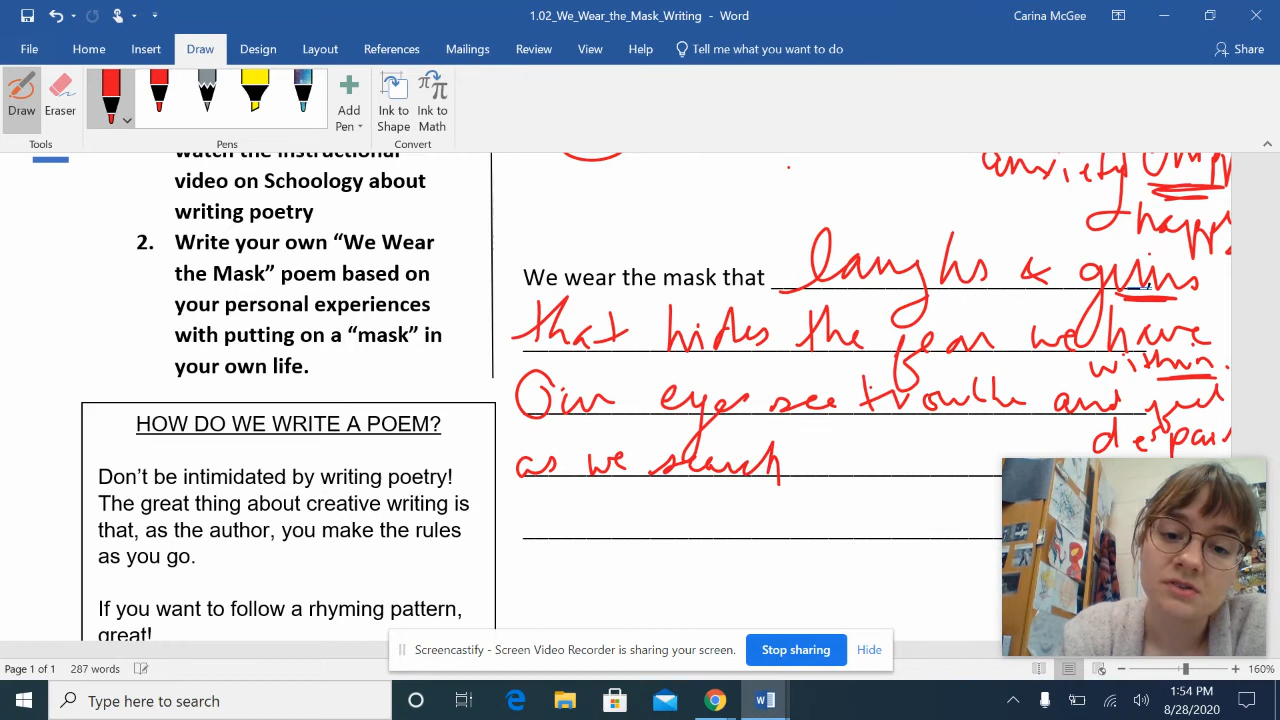 1.02_We_Wear_the_Mask_Writing - Word
Carina McGee
File Home Insert Draw Design Layout References Mailings Review View Help Tell me what you want to do Share
Draw Eraser Add Pen Ink to Shape Ink to Math
Tools Pens Convert
watch the instructional
video on Schoology about
writing poetry
2. Write your own “We Wear
the Mask” poem based on
your personal experiences
with putting on a “mask” in
your own life.
HOW DO WE WRITE A POEM?
Don’t be intimidated by writing poetry!
The great thing about creative writing is
that, as the author, you make the rules
as you go.
If you want to follow a rhyming pattern,
great!
anxiety
happy
We wear the mask that laughs & grins
that hides the fear we have
within.
Our eyes see trouble and just
despair
as we search
Screencastify - Screen Video Recorder is sharing your screen. Stop sharing Hide
Page 1 of 1 287 words 160%
Type here to search
1:54 PM
8/28/2020